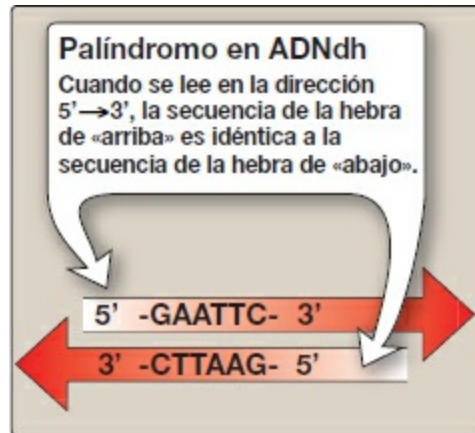 Palíndromo en ADNdh
Cuando se lee en la dirección
5’→3’, la secuencia de la hebra
de «arriba» es idéntica a la
secuencia de la hebra de «abajo».
5’ -GAATTC- 3’
3’ -CTTAAG- 5’